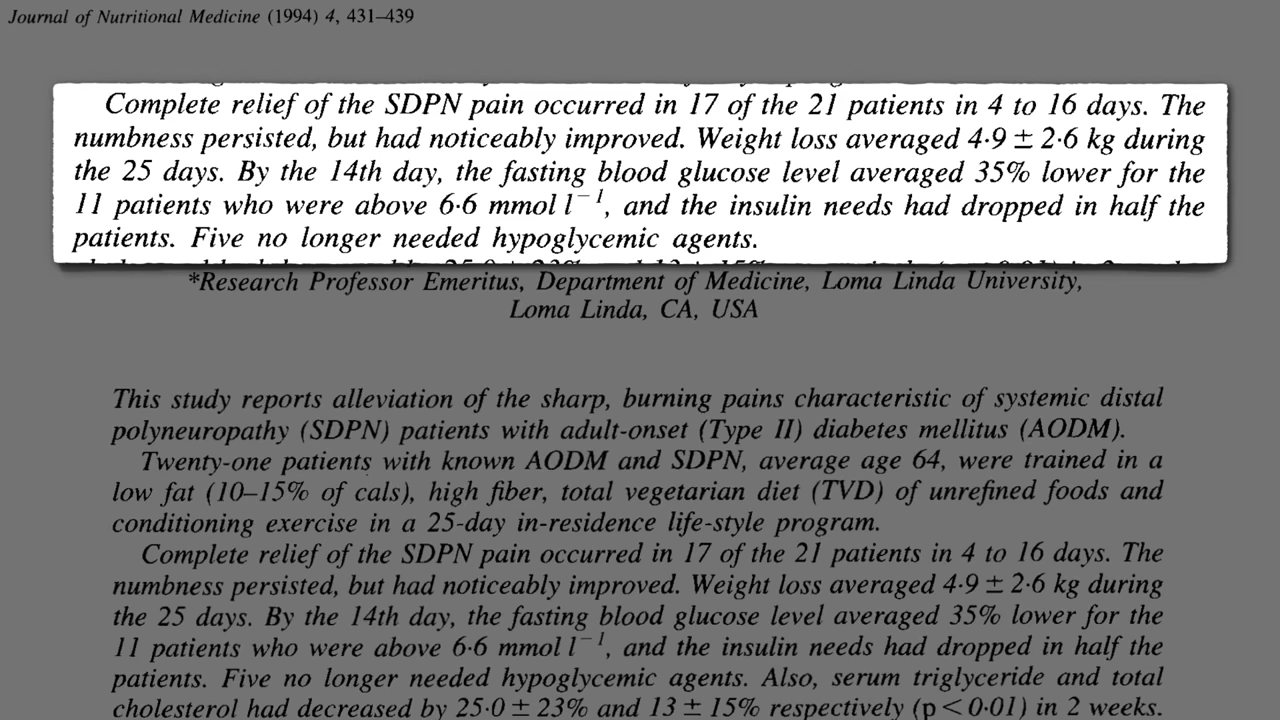 Journal of Nutritional Medicine (1994) 4, 431–439
Complete relief of the SDPN pain occurred in 17 of the 21 patients in 4 to 16 days. The
numbness persisted, but had noticeably improved. Weight loss averaged 4·9 ± 2·6 kg during
the 25 days. By the 14th day, the fasting blood glucose level averaged 35% lower for the
11 patients who were above 6·6 mmol l⁻¹, and the insulin needs had dropped in half the
patients. Five no longer needed hypoglycemic agents.
*Research Professor Emeritus, Department of Medicine, Loma Linda University,
Loma Linda, CA, USA
This study reports alleviation of the sharp, burning pains characteristic of systemic distal
polyneuropathy (SDPN) patients with adult-onset (Type II) diabetes mellitus (AODM).
Twenty-one patients with known AODM and SDPN, average age 64, were trained in a
low fat (10–15% of cals), high fiber, total vegetarian diet (TVD) of unrefined foods and
conditioning exercise in a 25-day in-residence life-style program.
Complete relief of the SDPN pain occurred in 17 of the 21 patients in 4 to 16 days. The
numbness persisted, but had noticeably improved. Weight loss averaged 4·9 ± 2·6 kg during
the 25 days. By the 14th day, the fasting blood glucose level averaged 35% lower for the
11 patients who were above 6·6 mmol l⁻¹, and the insulin needs had dropped in half the
patients. Five no longer needed hypoglycemic agents. Also, serum triglyceride and total
cholesterol had decreased by 25·0 ± 23% and 13 ± 15% respectively (p < 0·01) in 2 weeks.